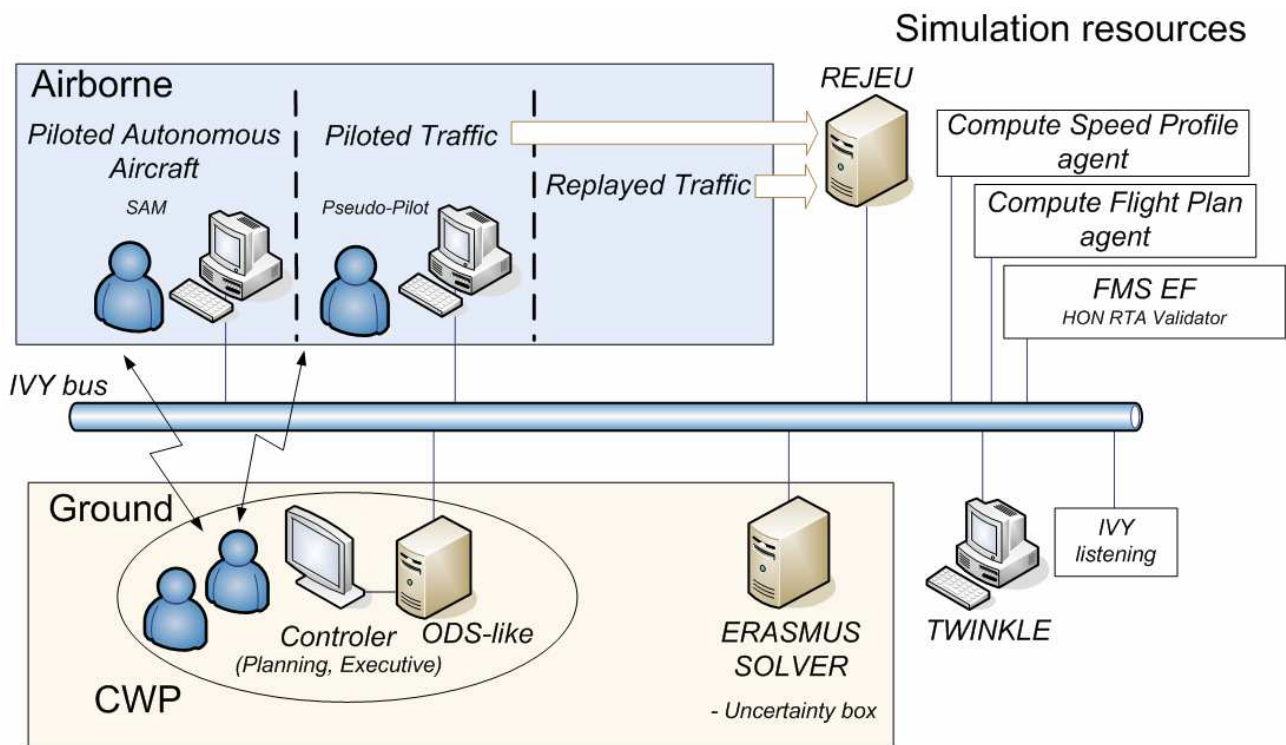 Simulation resources
Airborne
REJEU
Piloted Autonomous
Aircraft
SAM
Piloted Traffic
Pseudo-Pilot
Replayed Traffic
Compute Speed Profile
agent
Compute Flight Plan
agent
FMS EF
HON RTA Validator
IVY bus
Ground
Controler
(Planning, Executive)
ODS-like
CWP
ERASMUS
SOLVER
- Uncertainty box
TWINKLE
IVY
listening